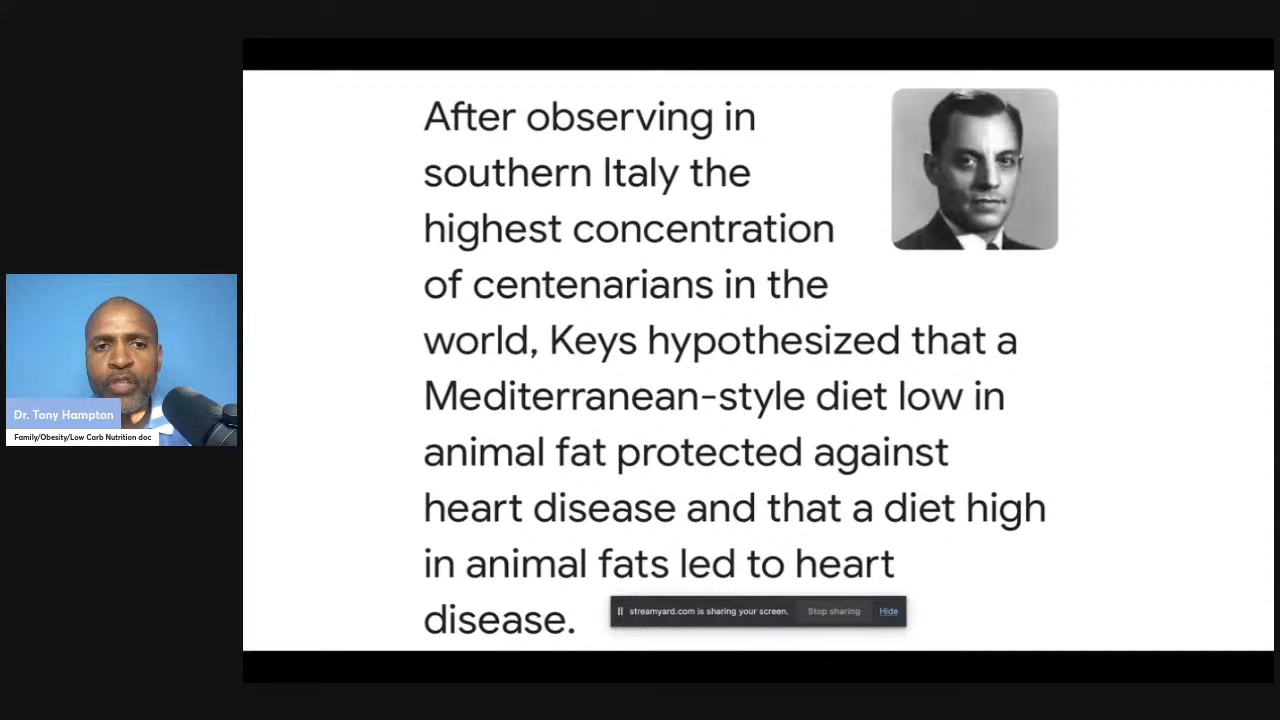 After observing in
southern Italy the
highest concentration
of centenarians in the
world, Keys hypothesized that a
Mediterranean-style diet low in
animal fat protected against
heart disease and that a diet high
in animal fats led to heart
disease.
streamyard.com is sharing your screen. Stop sharing Hide
Dr. Tony Hampton
Family/Obesity/Low Carb Nutrition doc